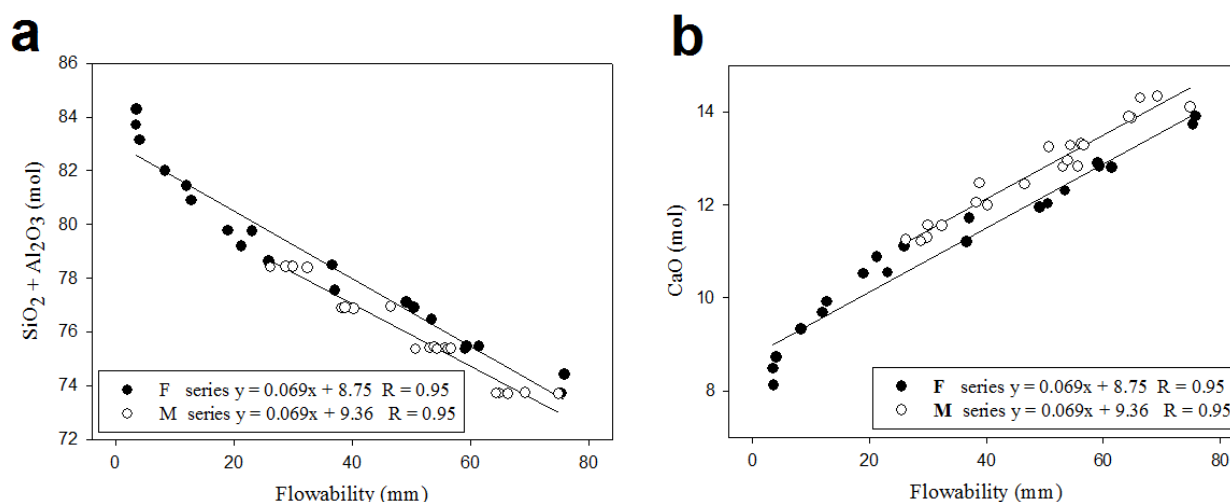 a
86
84
82
80
78
76
74
72
SiO2 + Al2O3 (mol)
F series y = 0.069x + 8.75 R = 0.95
M series y = 0.069x + 9.36 R = 0.95
0 20 40 60 80
Flowability (mm)
b
14
12
10
8
CaO (mol)
F series y = 0.069x + 8.75 R = 0.95
M series y = 0.069x + 9.36 R = 0.95
0 20 40 60 80
Flowability (mm)